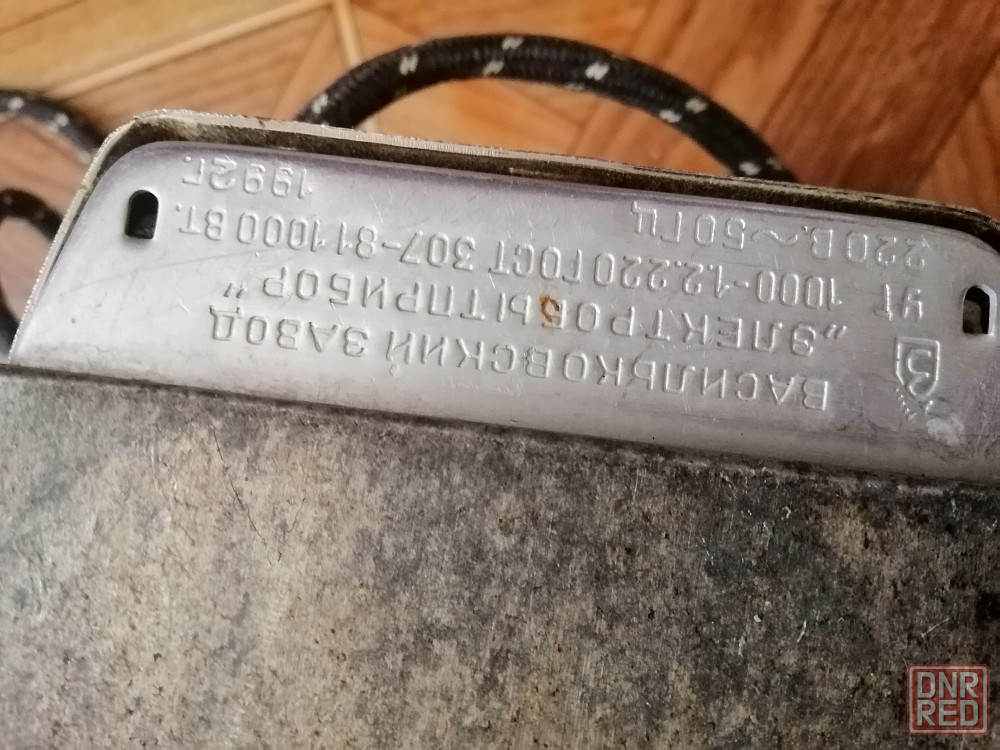 ВАСИЛЬКОВСКИЙ ЗАВОД
„ЭЛЕКТРОБЫТПРИБОР"
УТ 1000-1.2.220 ГОСТ 307-81 1000 ВТ.
220 В.~50 ГЦ 1992Г.
DNR
RED